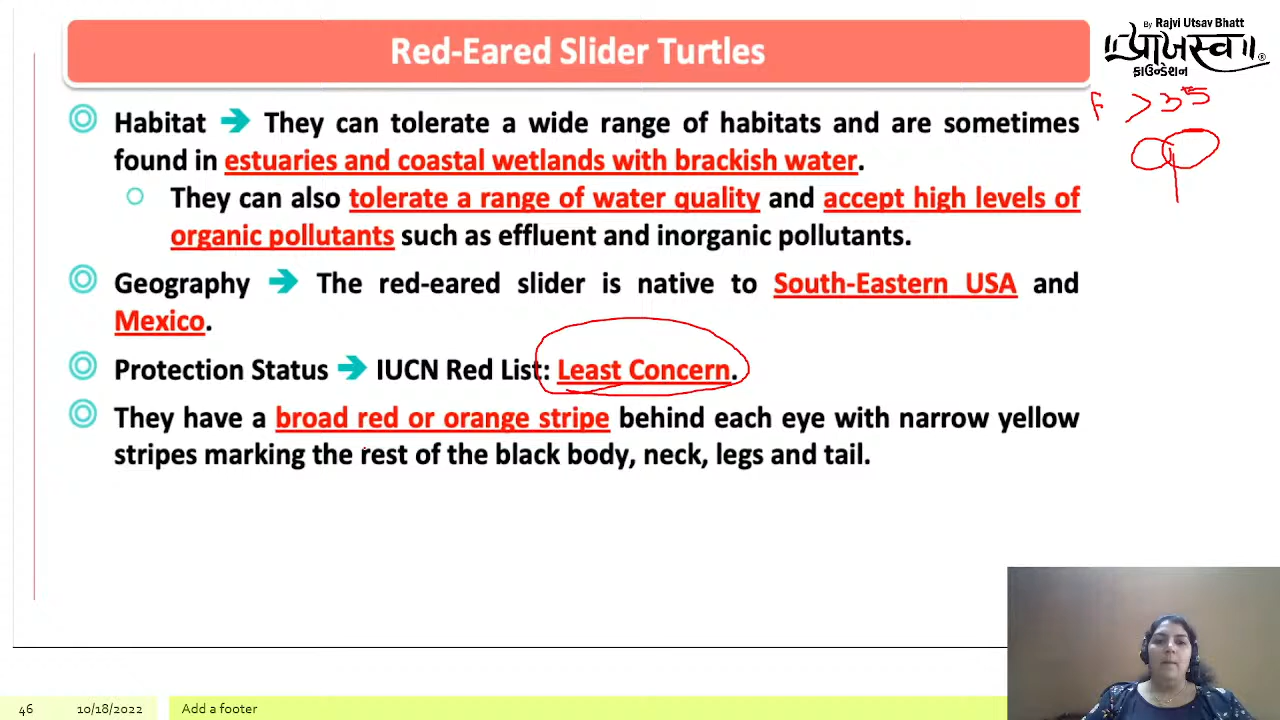 Red-Eared Slider Turtles
By Rajvi Utsav Bhatt
॥પ્રાજસ્વ॥
ફાઉન્ડેશન
F > 35
Habitat → They can tolerate a wide range of habitats and are sometimes
found in estuaries and coastal wetlands with brackish water.
They can also tolerate a range of water quality and accept high levels of
organic pollutants such as effluent and inorganic pollutants.
Geography → The red-eared slider is native to South-Eastern USA and
Mexico.
Protection Status → IUCN Red List: Least Concern.
They have a broad red or orange stripe behind each eye with narrow yellow
stripes marking the rest of the black body, neck, legs and tail.
46 10/18/2022 Add a footer